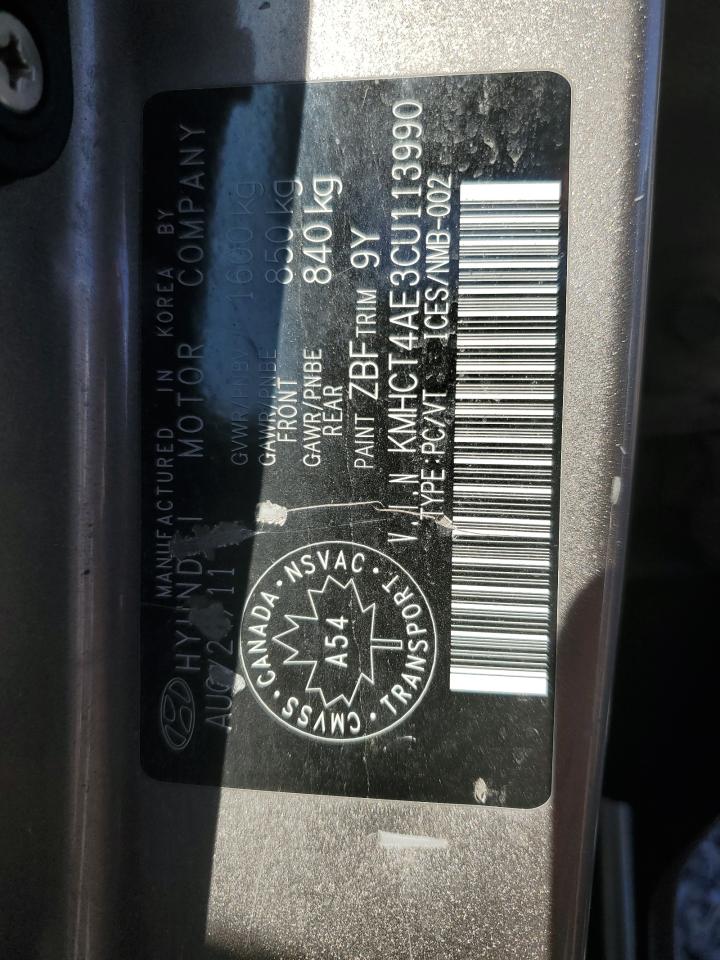 MANUFACTURED IN KOREA BY
HYUNDAI MOTOR COMPANY
AUG 11
GVWR/PNBV 1600 kg
GAWR/PNBE 850 kg
FRONT
GAWR/PNBE 840 kg
REAR
PAINT ZBF TRIM 9Y
V.I.N KMHCT4AE3CU113990
TYPE:PC/VT ICES/NMB-002
CANADA · NSVAC · TRANSPORT · CMVSS ·
A54